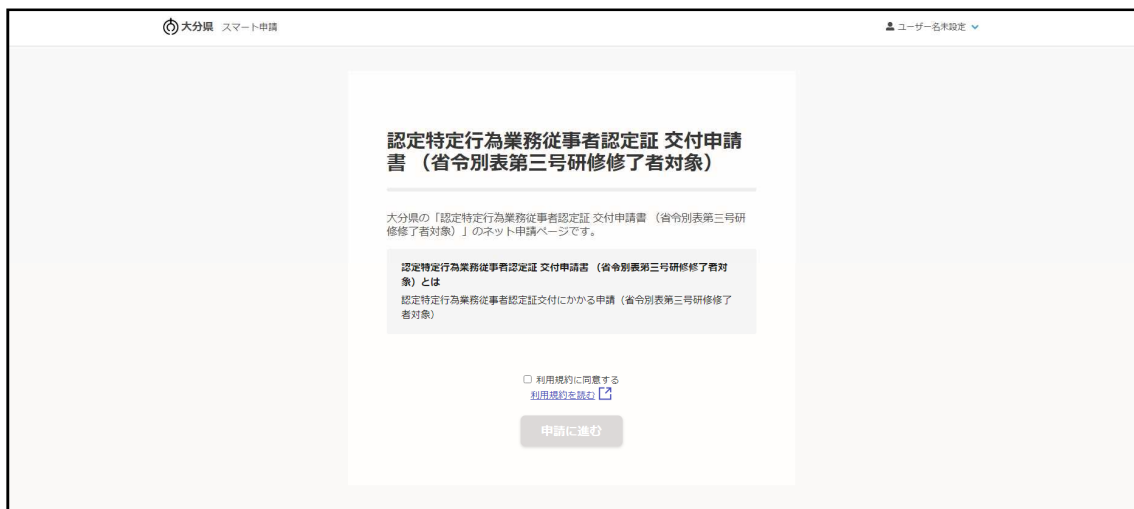 大分県 スマート申請
ユーザー名未設定
認定特定行為業務従事者認定証 交付申請
書 （省令別表第三号研修修了者対象）
大分県の「認定特定行為業務従事者認定証 交付申請書 （省令別表第三号研
修修了者対象）」のネット申請ページです。
認定特定行為業務従事者認定証 交付申請書 （省令別表第三号研修修了者対
象）とは
認定特定行為業務従事者認定証交付にかかる申請（省令別表第三号研修修了
者対象）
利用規約に同意する
利用規約を読む
申請に進む